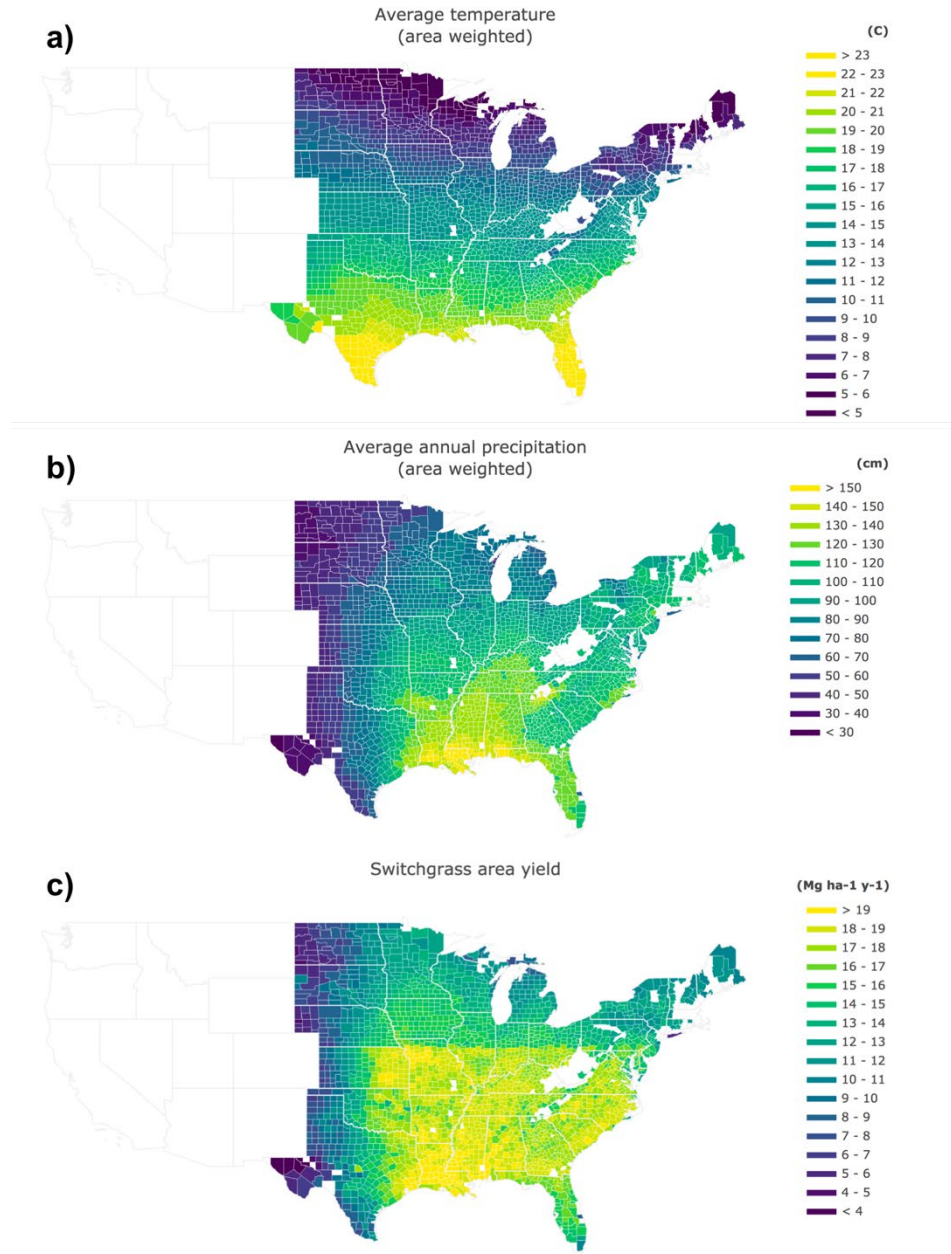 a)
Average temperature
(area weighted)
(C)
> 23
22 - 23
21 - 22
20 - 21
19 - 20
18 - 19
17 - 18
16 - 17
15 - 16
14 - 15
13 - 14
12 - 13
11 - 12
10 - 11
9 - 10
8 - 9
7 - 8
6 - 7
5 - 6
< 5
b)
Average annual precipitation
(area weighted)
(cm)
> 150
140 - 150
130 - 140
120 - 130
110 - 120
100 - 110
90 - 100
80 - 90
70 - 80
60 - 70
50 - 60
40 - 50
30 - 40
< 30
c)
Switchgrass area yield
(Mg ha-1 y-1)
> 19
18 - 19
17 - 18
16 - 17
15 - 16
14 - 15
13 - 14
12 - 13
11 - 12
10 - 11
9 - 10
8 - 9
7 - 8
6 - 7
5 - 6
4 - 5
< 4